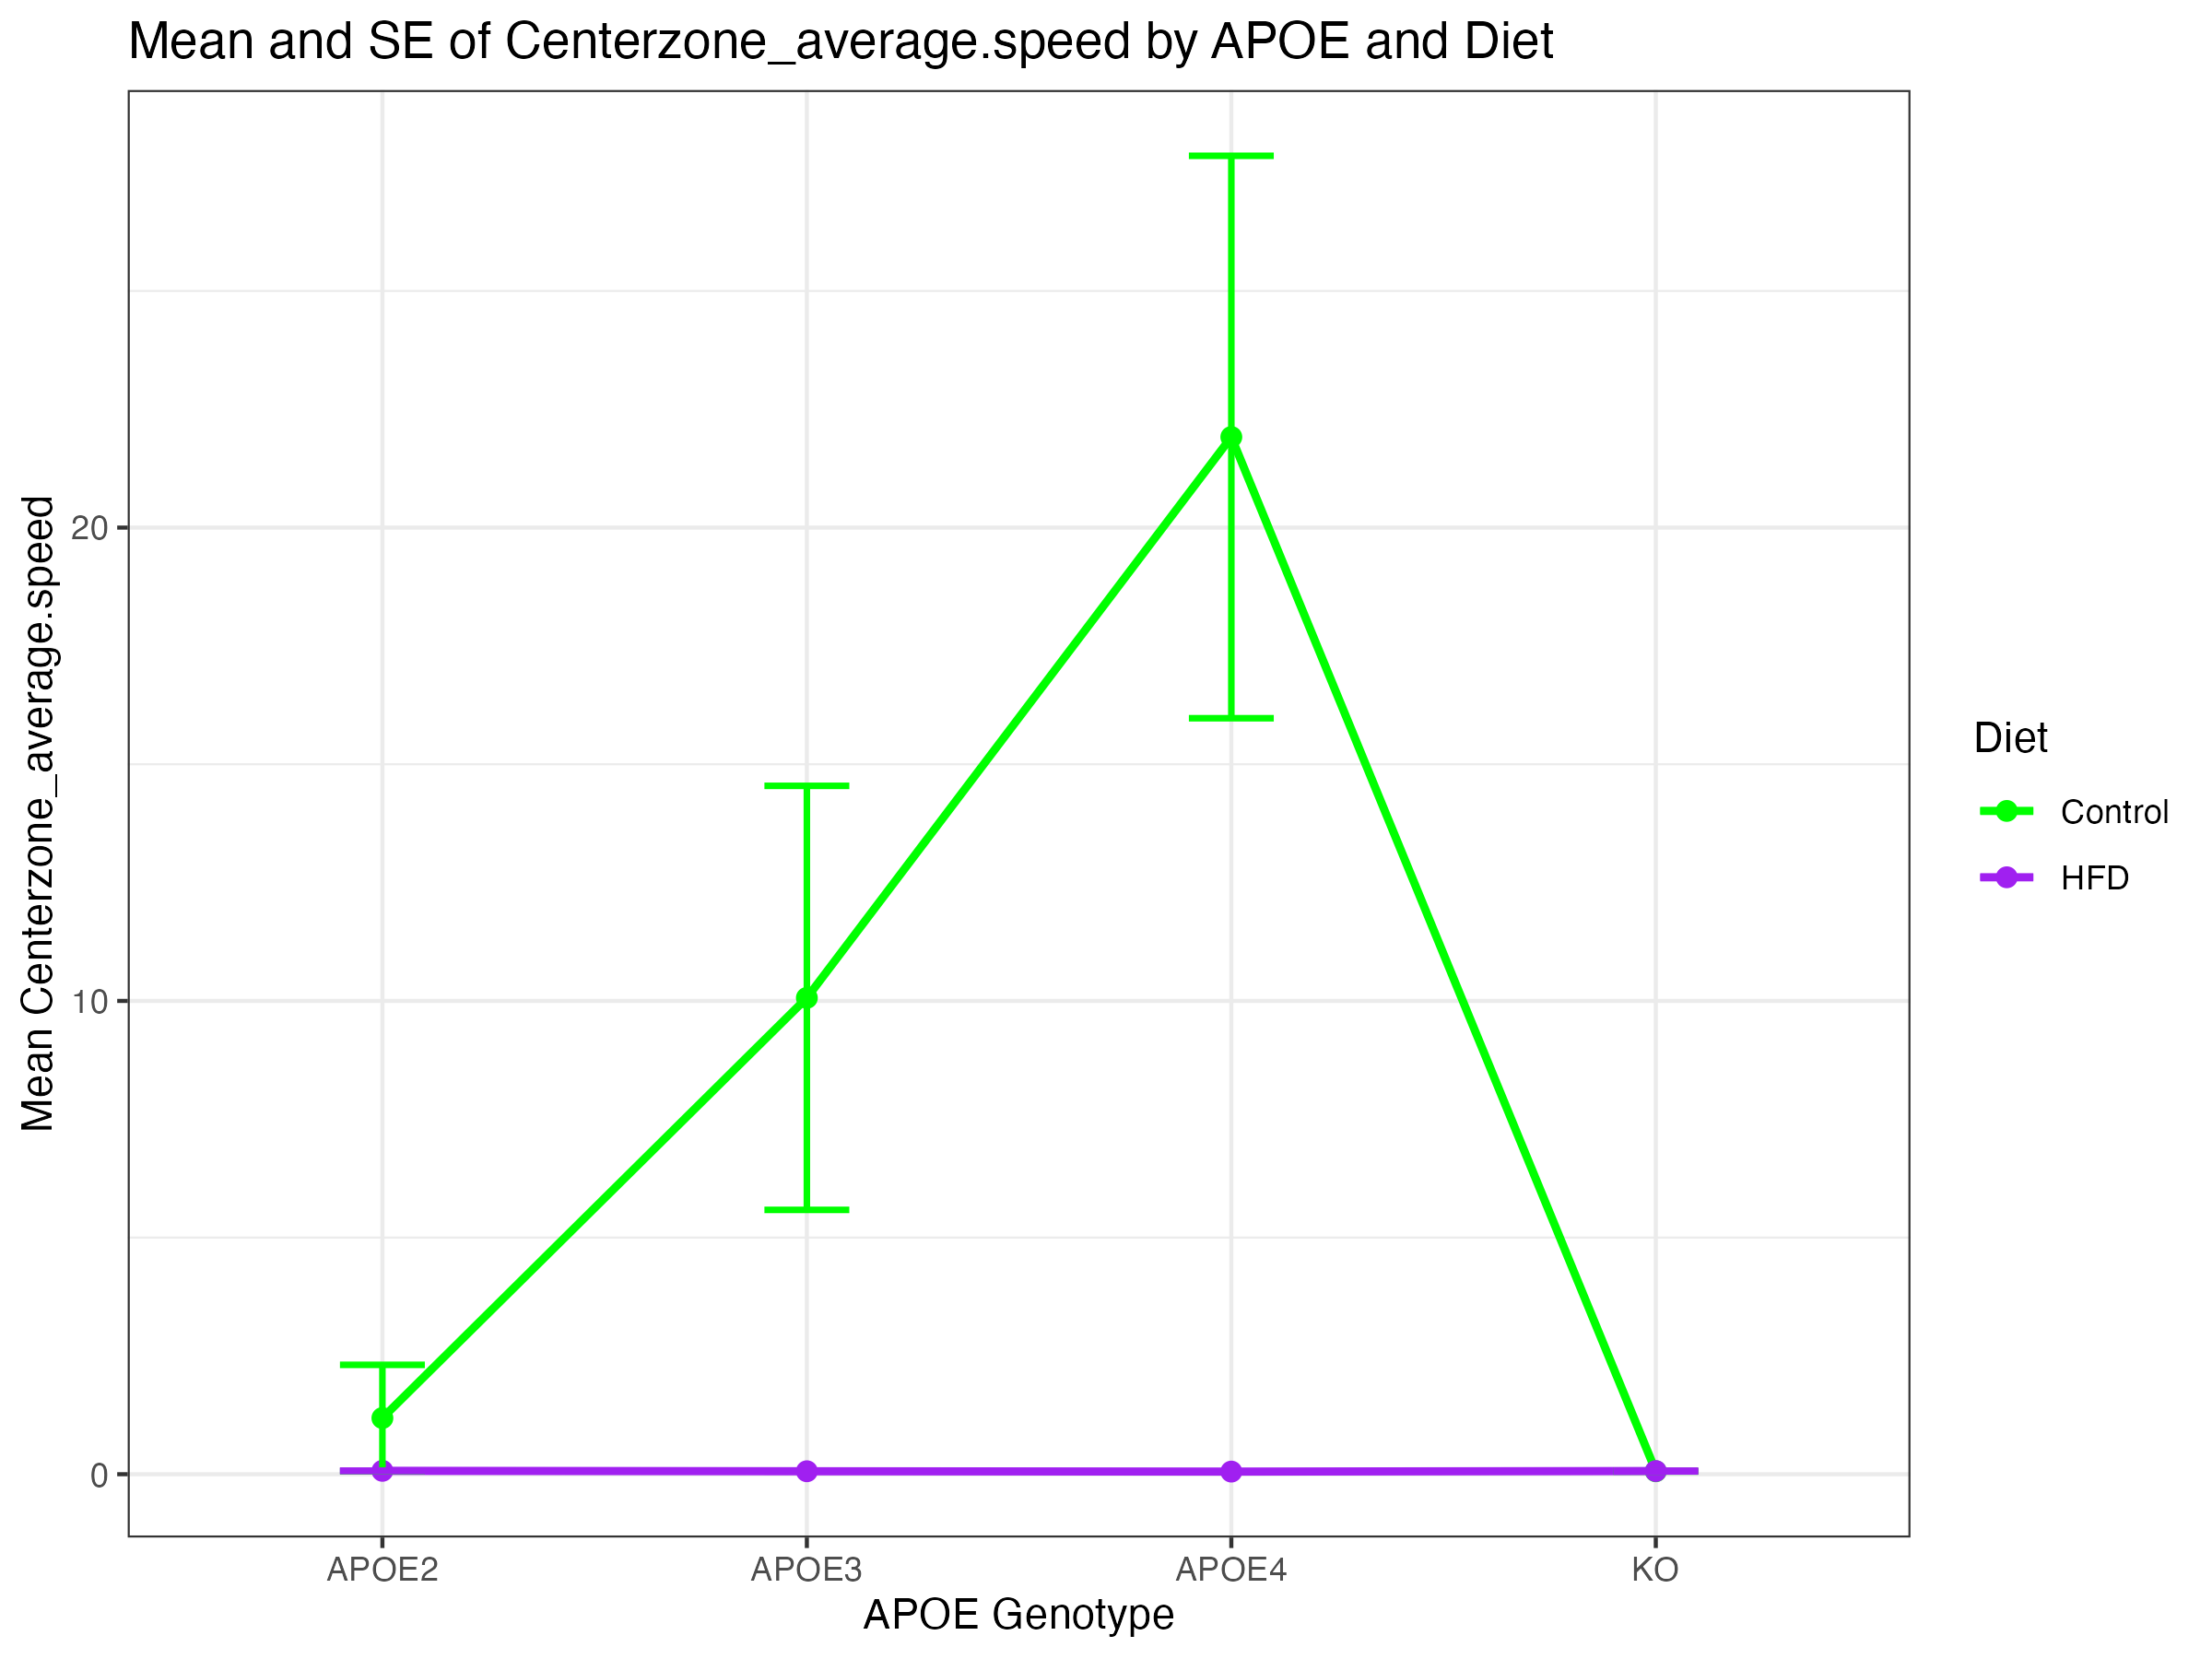 Mean and SE of Centerzone_average.speed by APOE and Diet
Mean Centerzone_average.speed
20
10
0
APOE2
APOE3
APOE4
KO
APOE Genotype
Diet
Control
HFD